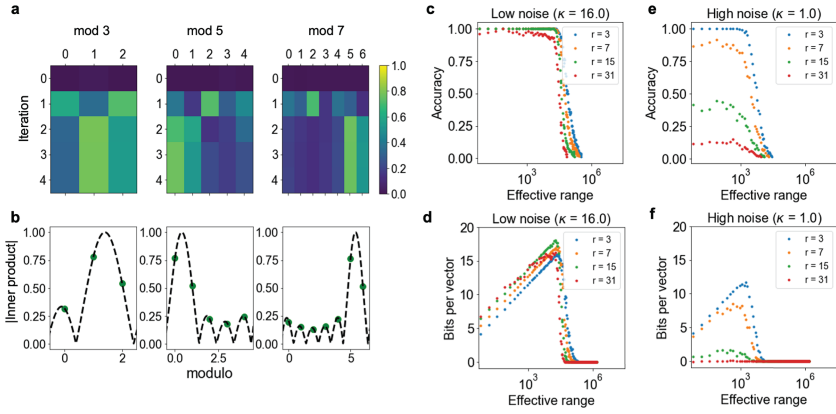 a
mod 3
mod 5
mod 7
0 1 2
0 1 2 3 4
0 1 2 3 4 5 6
Iteration
0
1
2
3
4
1.0
0.8
0.6
0.4
0.2
0.0
b
|Inner product|
1.00
0.75
0.50
0.25
0.00
0 2
0.0 2.5
0 5
modulo
c
Low noise (κ = 16.0)
Accuracy
1.00
0.75
0.50
0.25
0.00
r = 3
r = 7
r = 15
r = 31
10³ 10⁶
Effective range
d
Low noise (κ = 16.0)
Bits per vector
20
15
10
5
0
r = 3
r = 7
r = 15
r = 31
10³ 10⁶
Effective range
e
High noise (κ = 1.0)
Accuracy
1.00
0.75
0.50
0.25
0.00
r = 3
r = 7
r = 15
r = 31
10³ 10⁶
Effective range
f
High noise (κ = 1.0)
Bits per vector
20
15
10
5
0
r = 3
r = 7
r = 15
r = 31
10³ 10⁶
Effective range